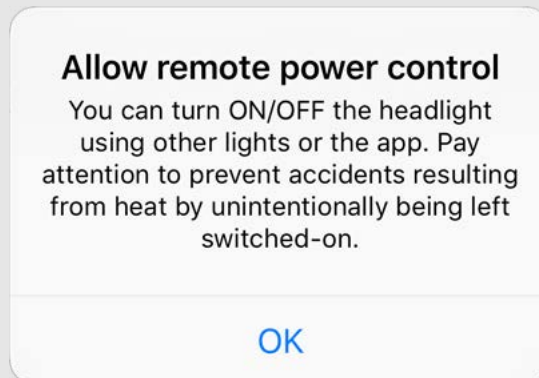 Allow remote power control
You can turn ON/OFF the headlight
using other lights or the app. Pay
attention to prevent accidents resulting
from heat by unintentionally being left
switched-on.
OK